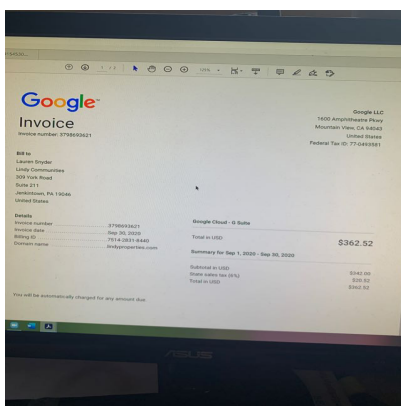 1 / 1
125%
Google
Invoice
Invoice number: 3798693621
Google LLC
1600 Amphitheatre Pkwy
Mountain View, CA 94043
United States
Federal Tax ID: 77-0493581
Bill to
Lauren Snyder
Lindy Communities
309 York Road
Suite 211
Jenkintown, PA 19046
United States
Details
Invoice number 3798693621
Invoice date Sep 30, 2020
Billing ID 7514-2831-8440
Domain name lindyproperties.com
Google Cloud - G Suite
Total in USD $362.52
Summary for Sep 1, 2020 - Sep 30, 2020
Subtotal in USD $342.00
State sales tax (6%) $20.52
Total in USD $362.52
You will be automatically charged for any amount due.
ASUS